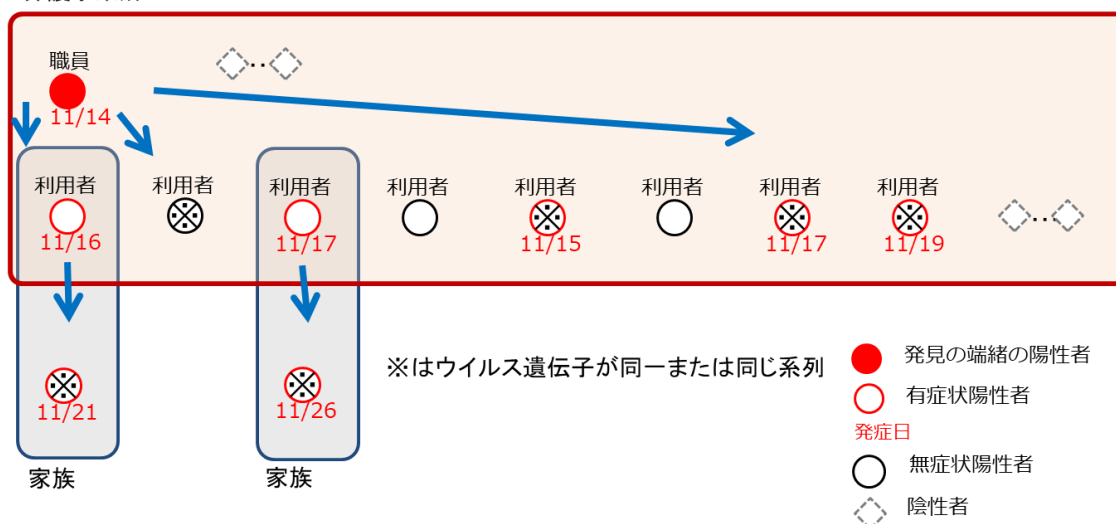 職員
11/14
利用者
利用者
利用者
利用者
利用者
利用者
利用者
利用者
11/16
※
11/17
※
11/15
※
11/17
※
11/19
※はウイルス遺伝子が同一または同じ系列
※
11/21
※
11/26
家族
家族
発見の端緒の陽性者
有症状陽性者
発症日
無症状陽性者
陰性者